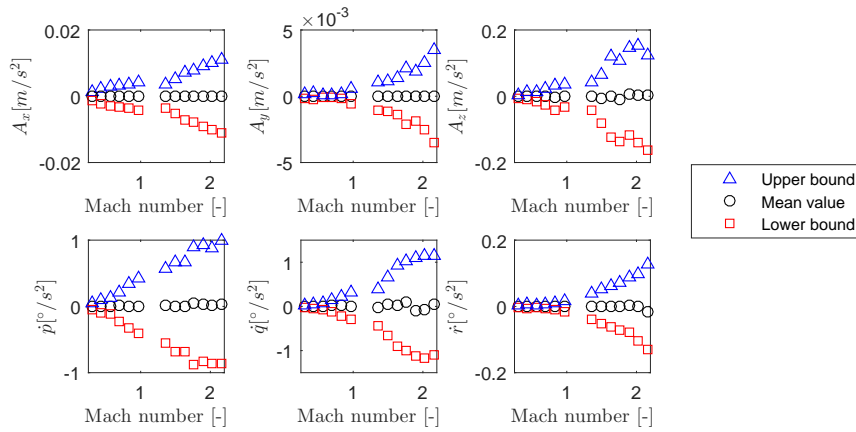 ×10⁻³
0.02
0
-0.02
A_x[m/s²]
1 2
Mach number [-]
5
0
-5
A_y[m/s²]
1 2
Mach number [-]
0.2
0
-0.2
A_z[m/s²]
1 2
Mach number [-]
Upper bound
Mean value
Lower bound
1
0
-1
ṗ[°/s²]
1 2
Mach number [-]
1
0
-1
q̇[°/s²]
1 2
Mach number [-]
0.2
0
-0.2
ṙ[°/s²]
1 2
Mach number [-]